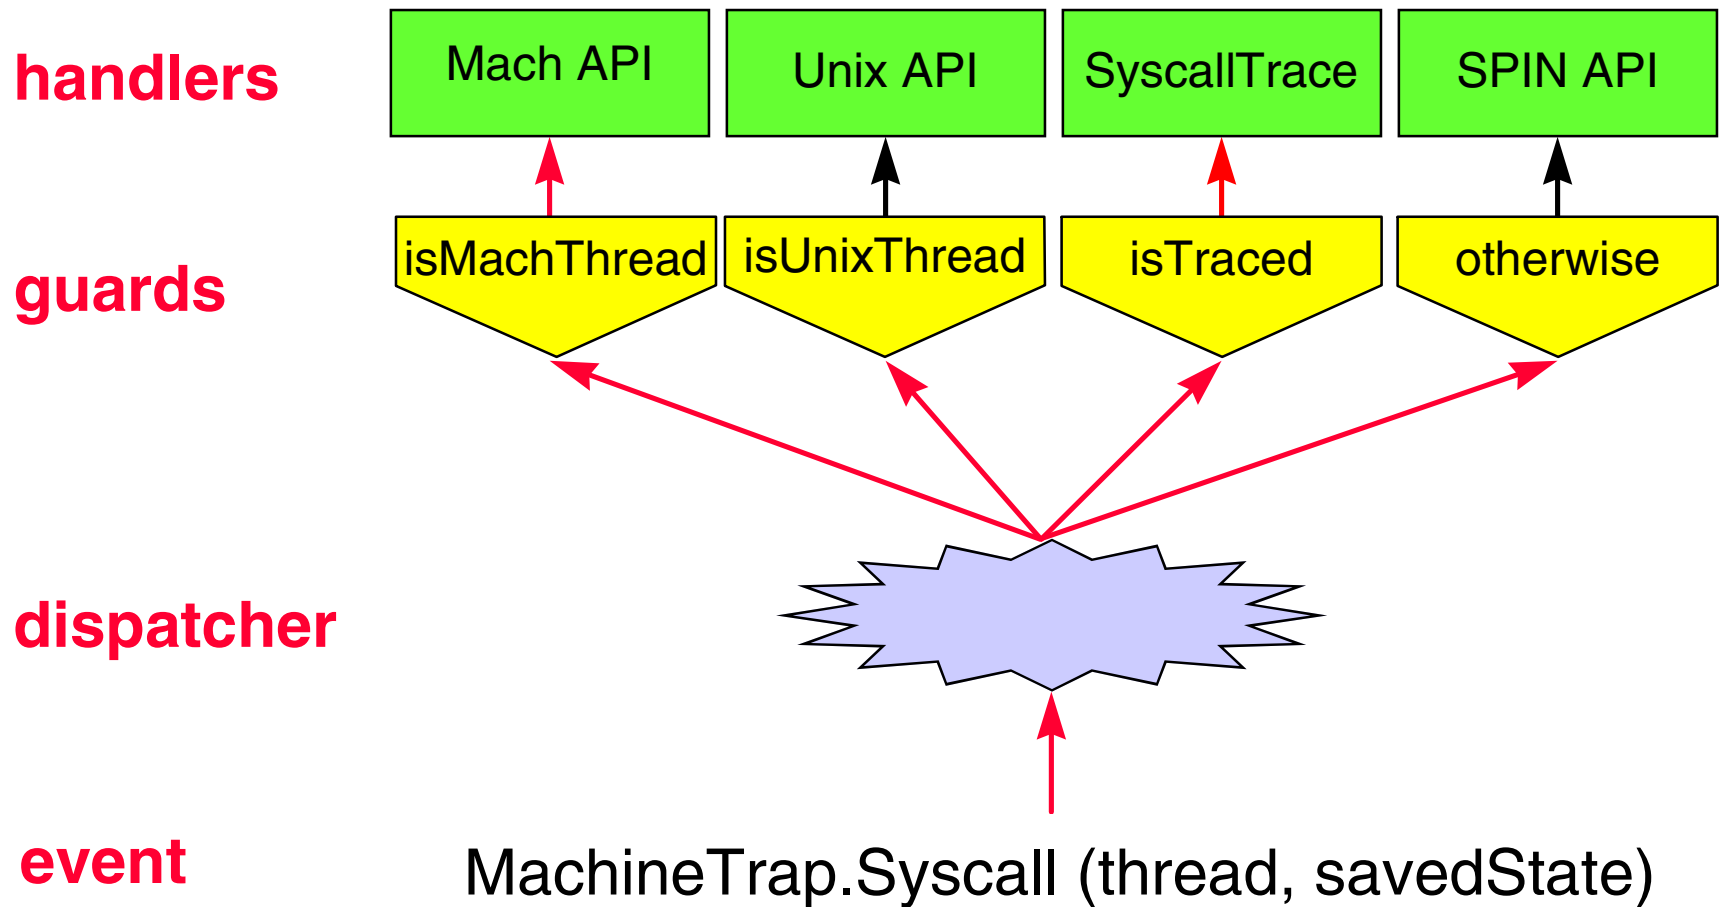 handlers
Mach API
Unix API
SyscallTrace
SPIN API
guards
isMachThread
isUnixThread
isTraced
otherwise
dispatcher
event
MachineTrap.Syscall (thread, savedState)